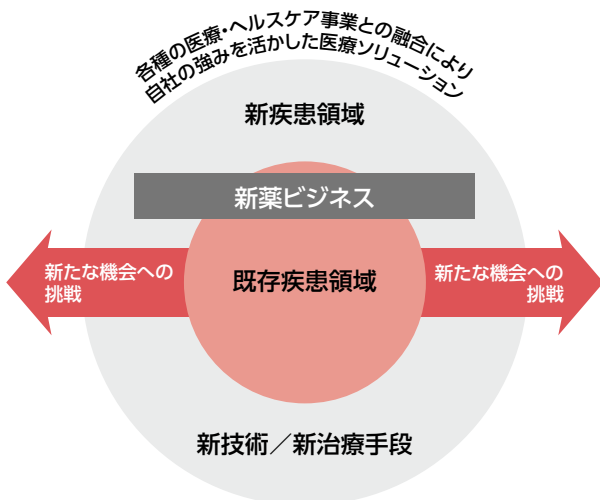 各種の医療・ヘルスケア事業との融合により
自社の強みを活かした医療ソリューション
新疾患領域
新薬ビジネス
新たな機会への
挑戦
既存疾患領域
新たな機会への
挑戦
新技術／新治療手段